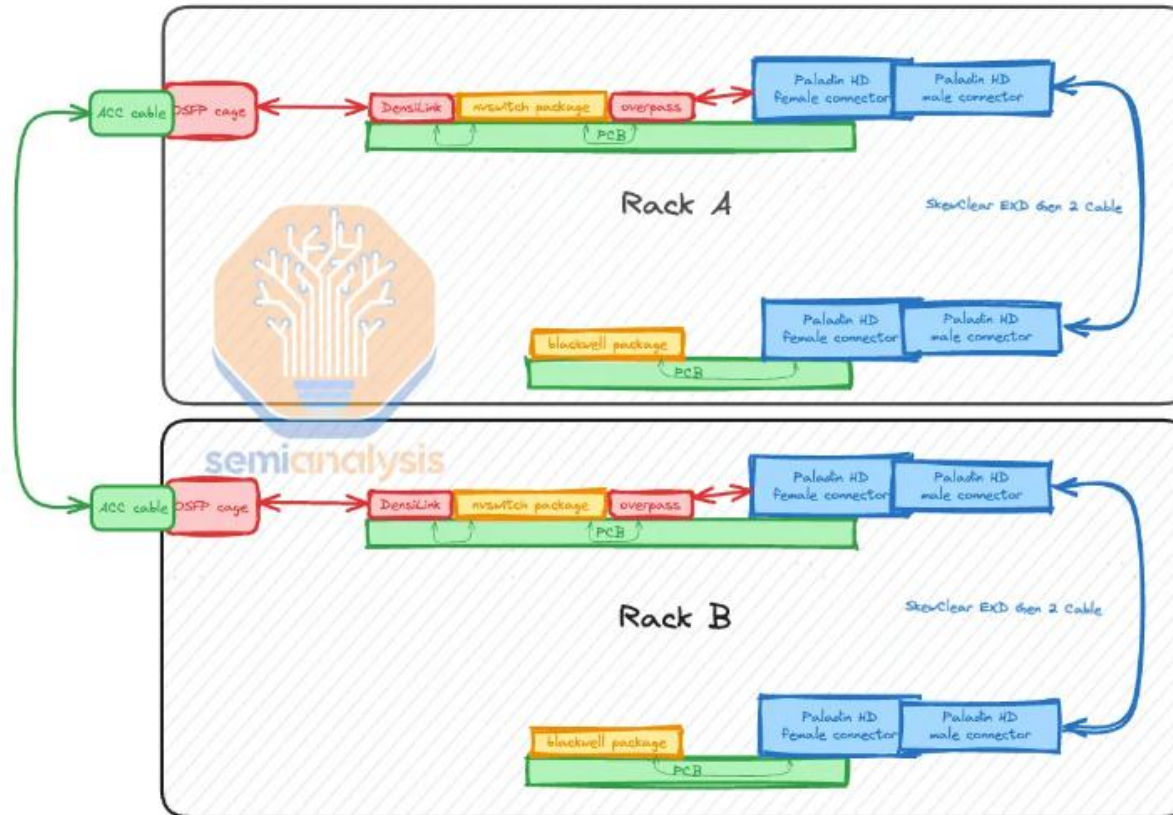 Paladin HD
female connector
Paladin HD
male connector
ACC cable
OSFP cage
DensiLink
nvswitch package
overpass
PCB
Rack A
SkewClear EXD then 2 Cable
blackwell package
PCB
Paladin HD
female connector
Paladin HD
male connector
semianalysis
ACC cable
OSFP cage
DensiLink
nvswitch package
overpass
Paladin HD
female connector
Paladin HD
male connector
PCB
Rack B
SkewClear EXD then 2 Cable
blackwell package
PCB
Paladin HD
female connector
Paladin HD
male connector